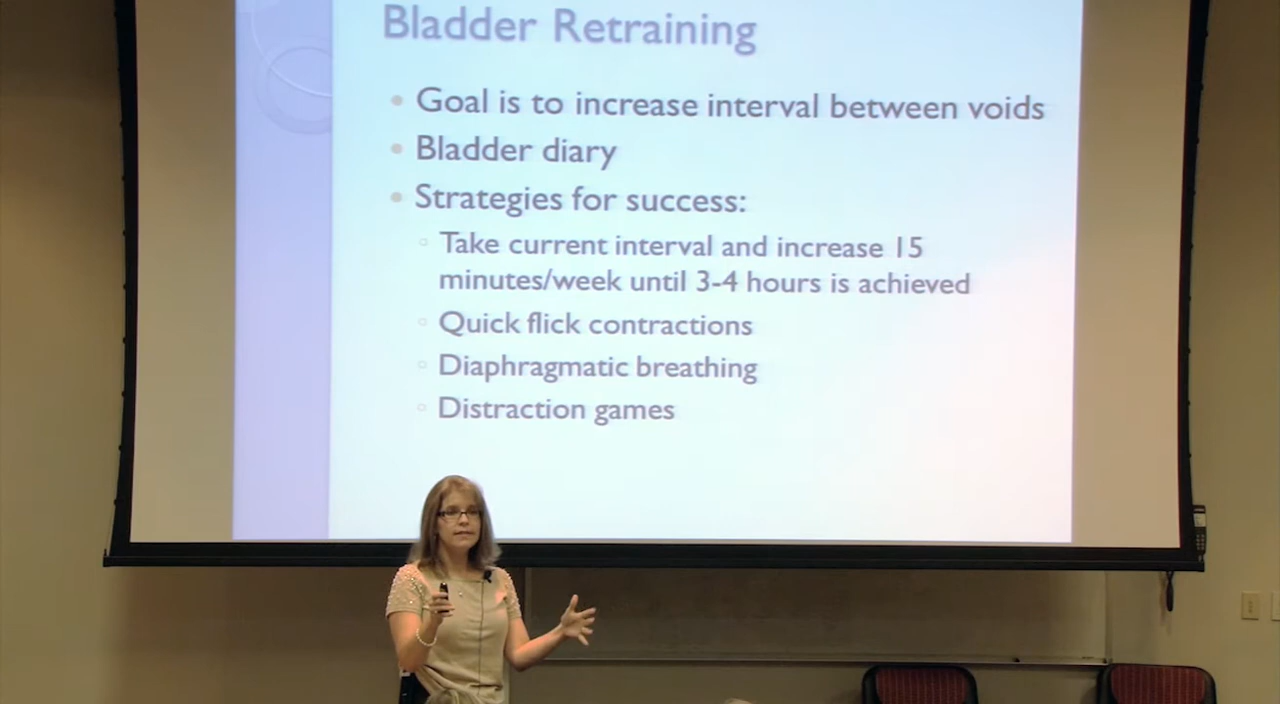 Bladder Retraining
Goal is to increase interval between voids
Bladder diary
Strategies for success:
Take current interval and increase 15
minutes/week until 3-4 hours is achieved
Quick flick contractions
Diaphragmatic breathing
Distraction games